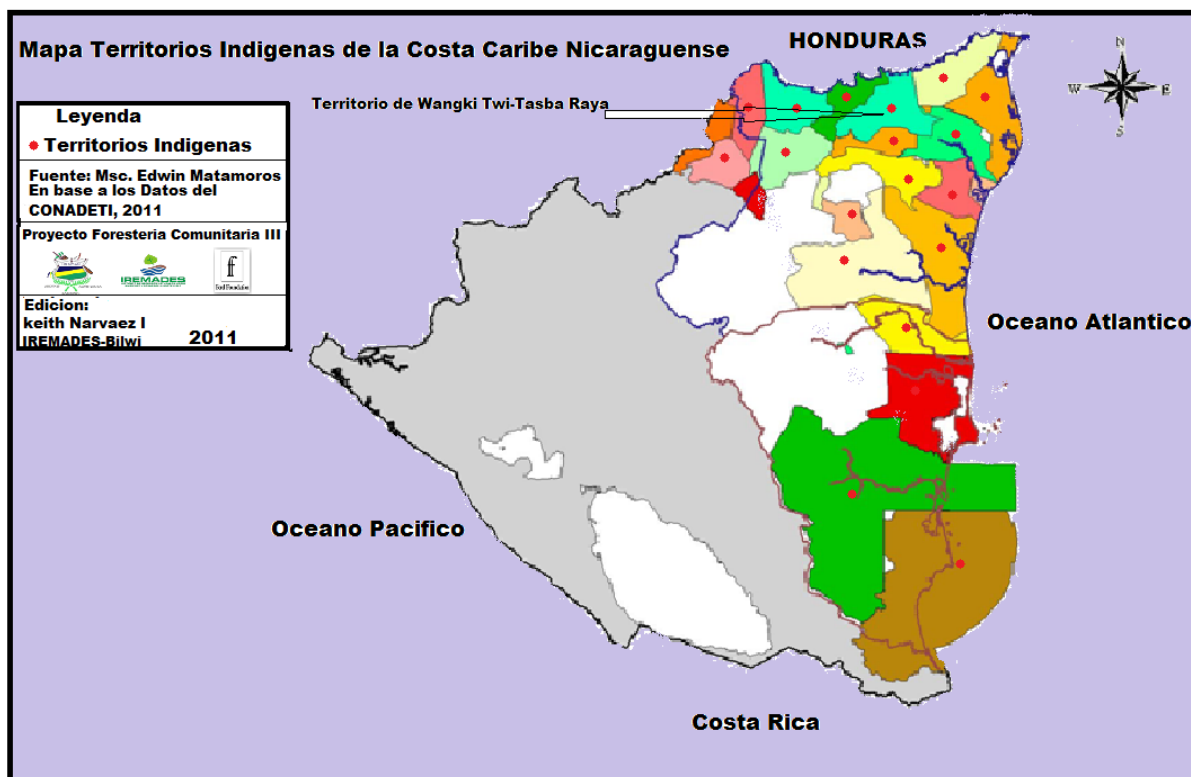 Mapa Territorios Indigenas de la Costa Caribe Nicaraguense
HONDURAS
N
W
E
S
Territorio de Wangki Twi-Tasba Raya
Leyenda
Territorios Indigenas
Fuente: Msc. Edwin Matamoros
En base a los Datos del
CONADETI, 2011
Proyecto Foresteria Comunitaria III
IREMADES
Edicion:
keith Narvaez I
IREMADES-Bilwi 2011
Oceano Atlantico
Oceano Pacifico
Costa Rica